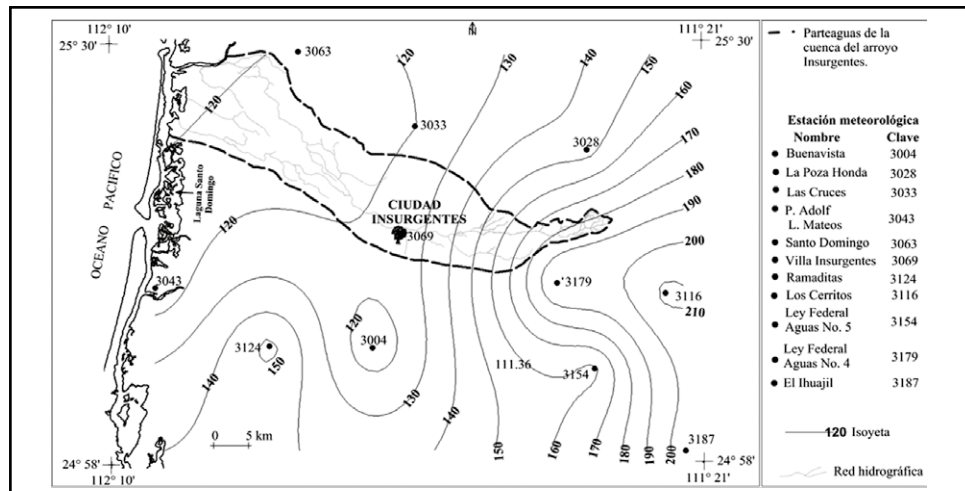 112° 10'
25° 30'
N
111° 21'
25° 30'
3063
120
130
140
150
160
170
180
190
200
210
120
3033
3028
OCEANO PACIFICO
Laguna Santo
Domingo
CIUDAD
INSURGENTES
3069
120
3043
3179
3116
120
3004
3124
150
111.36
3154
140
130
140
150
160
170
180
190
200
3187
0 5 km
24° 58'
112° 10'
24° 58'
111° 21'
Parteaguas de la
cuenca del arroyo
Insurgentes.
Estación meteorológica
Nombre Clave
Buenavista 3004
La Poza Honda 3028
Las Cruces 3033
P. Adolf
L. Mateos 3043
Santo Domingo 3063
Villa Insurgentes 3069
Ramaditas 3124
Los Cerritos 3116
Ley Federal
Aguas No. 5 3154
Ley Federal
Aguas No. 4 3179
El Ihuajil 3187
120 Isoyeta
Red hidrográfica